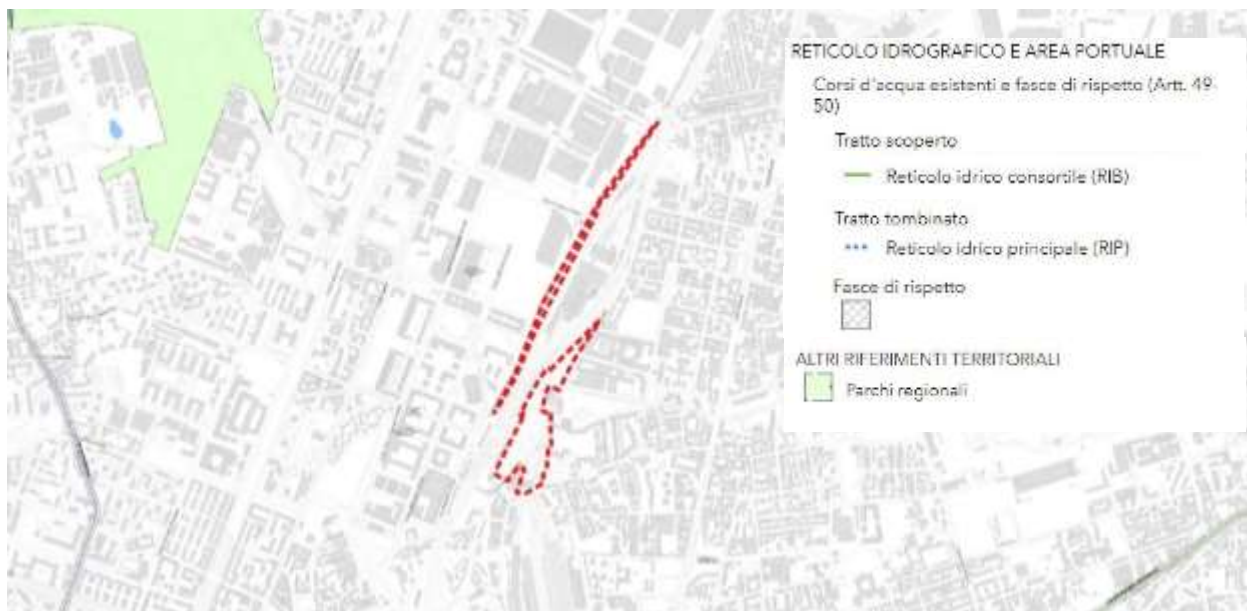 RETICOLO IDROGRAFICO E AREA PORTUALE
Corsi d'acqua esistenti e fasce di rispetto (Artt. 49-
50)
Tratto scoperto
Reticolo idrico consortile (RIB)
Tratto tombinato
Reticolo idrico principale (RIP)
Fasce di rispetto
ALTRI RIFERIMENTI TERRITORIALI
Parchi regionali